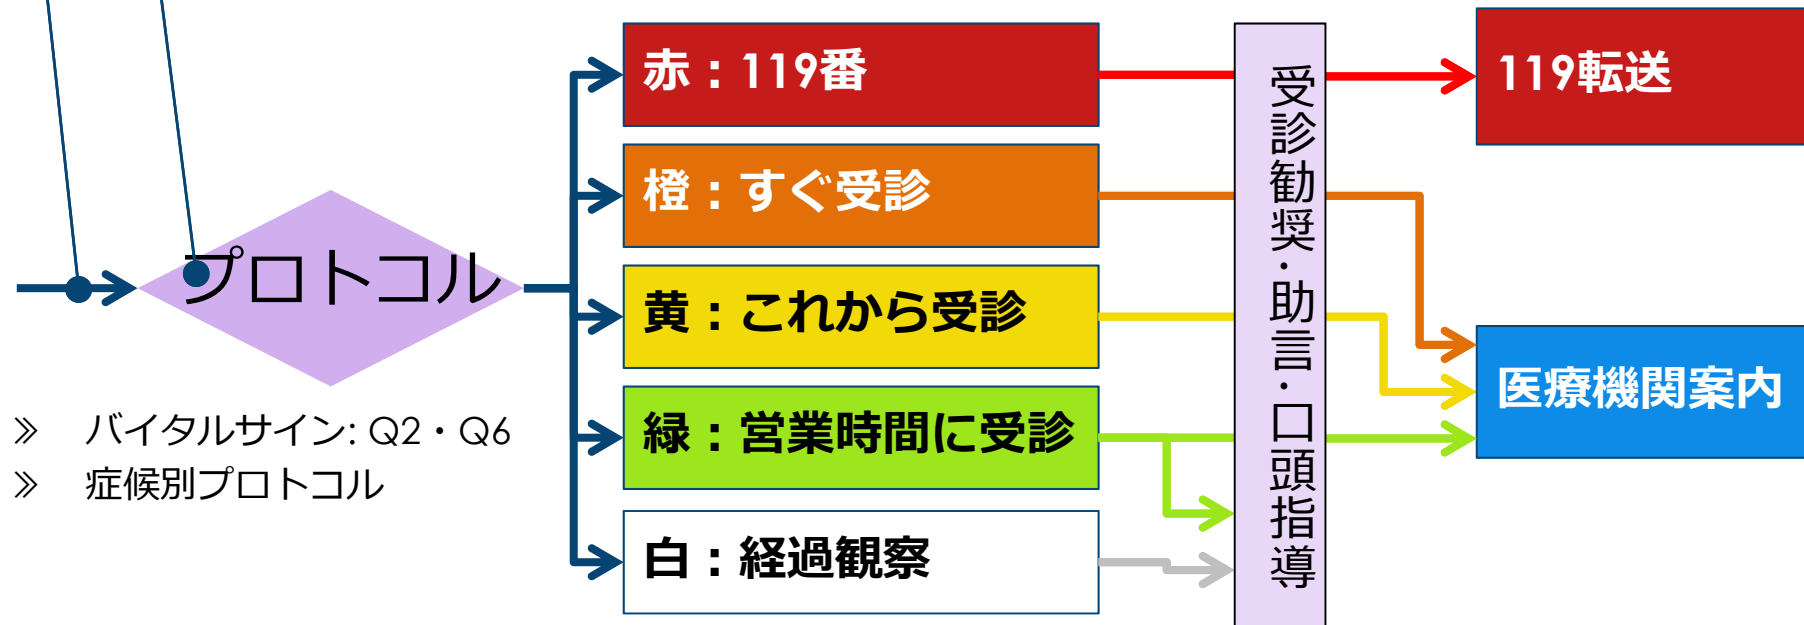 プロトコル
» バイタルサイン: Q2・Q6
» 症候別プロトコル
赤：119番
橙：すぐ受診
黄：これから受診
緑：営業時間に受診
白：経過観察
受診勧奨・助言・口頭指導
119転送
医療機関案内